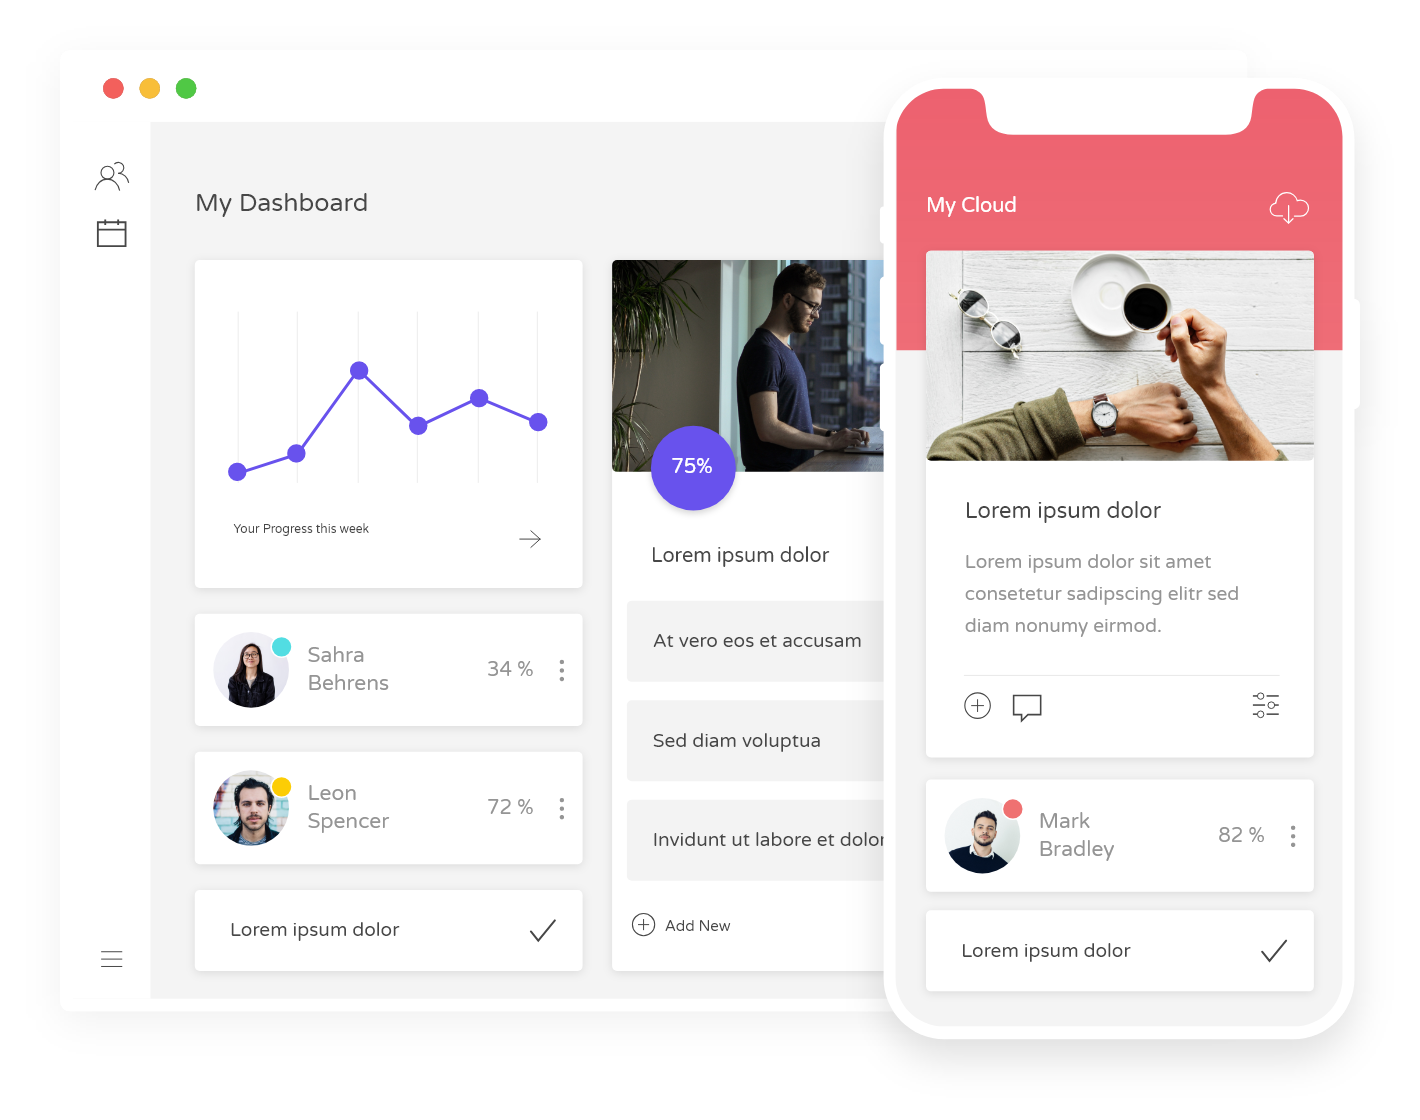 My Dashboard
Your Progress this week
Sahra
Behrens
34 %
Leon
Spencer
72 %
Lorem ipsum dolor
75%
Lorem ipsum dolor
At vero eos et accusam
Sed diam voluptua
Invidunt ut labore et dolor
Add New
My Cloud
Lorem ipsum dolor
Lorem ipsum dolor sit amet
consetetur sadipscing elitr sed
diam nonumy eirmod.
Mark
Bradley
82 %
Lorem ipsum dolor